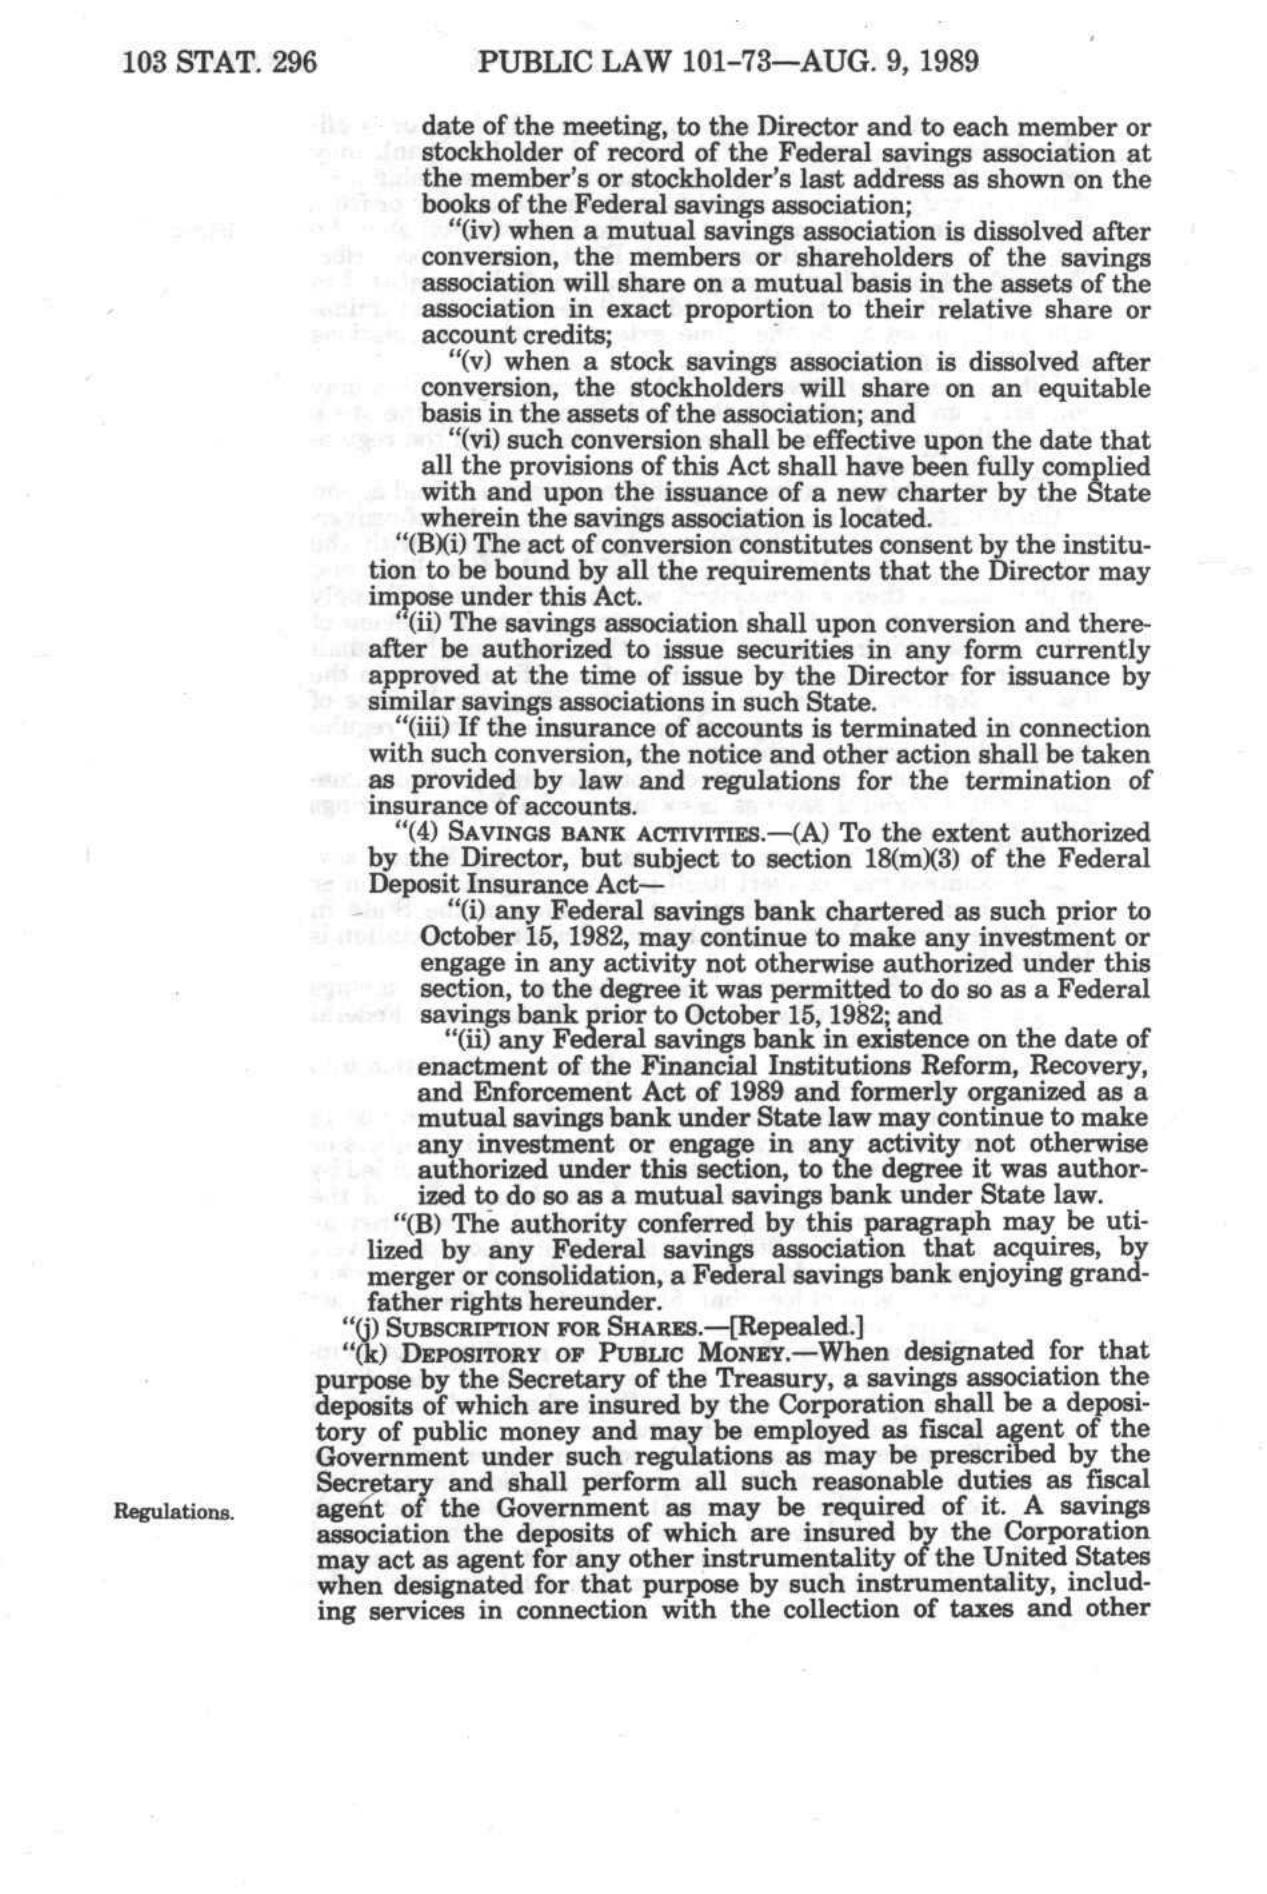 103 STAT. 296 PUBLIC LAW 101-73—AUG. 9, 1989
date of the meeting, to the Director and to each member or
stockholder of record of the Federal savings association at
the member's or stockholder's last address as shown on the
books of the Federal savings association;
"(iv) when a mutual savings association is dissolved after
conversion, the members or shareholders of the savings
association will share on a mutual basis in the assets of the
association in exact proportion to their relative share or
account credits;
"(v) when a stock savings association is dissolved after
conversion, the stockholders will share on an equitable
basis in the assets of the association; and
"(vi) such conversion shall be effective upon the date that
all the provisions of this Act shall have been fully complied
with and upon the issuance of a new charter by the State
wherein the savings association is located.
"(B)(i) The act of conversion constitutes consent by the institu-
tion to be bound by all the requirements that the Director may
impose under this Act.
"(ii) The savings association shall upon conversion and there-
after be authorized to issue securities in any form currently
approved at the time of issue by the Director for issuance by
similar savings associations in such State.
"(iii) If the insurance of accounts is terminated in connection
with such conversion, the notice and other action shall be taken
as provided by law and regulations for the termination of
insurance of accounts.
"(4) SAVINGS BANK ACTIVITIES.—(A) To the extent authorized
by the Director, but subject to section 18(m)(3) of the Federal
Deposit Insurance Act—
"(i) any Federal savings bank chartered as such prior to
October 15, 1982, may continue to make any investment or
engage in any activity not otherwise authorized under this
section, to the degree it was permitted to do so as a Federal
savings bank prior to October 15, 1982; and
"(ii) any Federal savings bank in existence on the date of
enactment of the Financial Institutions Reform, Recovery,
and Enforcement Act of 1989 and formerly organized as a
mutual savings bank under State law may continue to make
any investment or engage in any activity not otherwise
authorized under this section, to the degree it was author-
ized to do so as a mutual savings bank under State law.
"(B) The authority conferred by this paragraph may be uti-
lized by any Federal savings association that acquires, by
merger or consolidation, a Federal savings bank enjoying grand-
father rights hereunder.
"(j) SUBSCRIPTION FOR SHARES.—[Repealed.]
"(k) DEPOSITORY OF PUBLIC MONEY.—When designated for that
purpose by the Secretary of the Treasury, a savings association the
deposits of which are insured by the Corporation shall be a deposi-
tory of public money and may be employed as fiscal agent of the
Government under such regulations as may be prescribed by the
Secretary and shall perform all such reasonable duties as fiscal
Regulations. agent of the Government as may be required of it. A savings
association the deposits of which are insured by the Corporation
may act as agent for any other instrumentality of the United States
when designated for that purpose by such instrumentality, includ-
ing services in connection with the collection of taxes and other